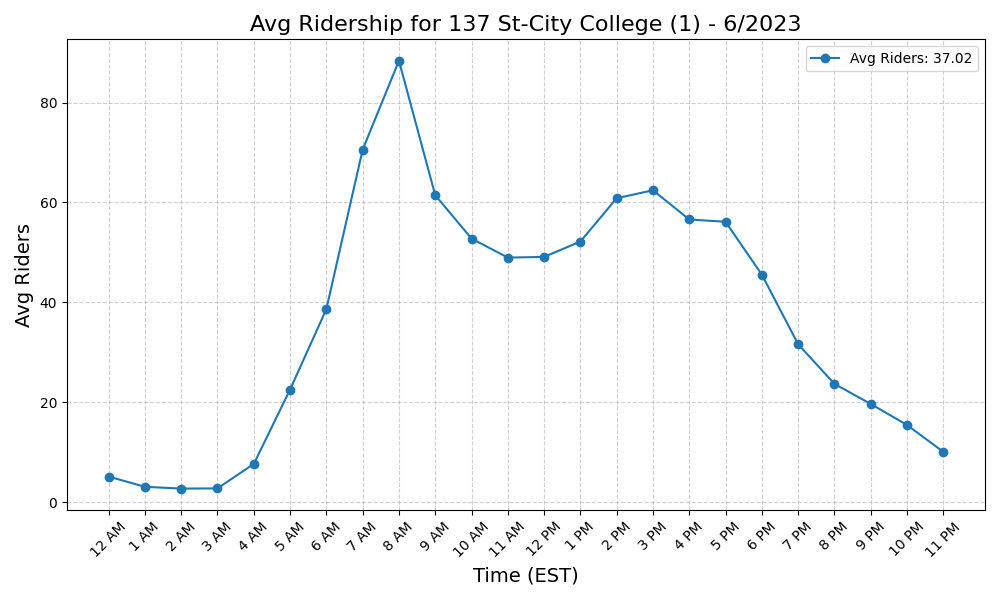 Avg Ridership for 137 St-City College (1) - 6/2023
Avg Riders: 37.02
Avg Riders
80
60
40
20
0
12 AM 1 AM 2 AM 3 AM 4 AM 5 AM 6 AM 7 AM 8 AM 9 AM 10 AM 11 AM 12 PM 1 PM 2 PM 3 PM 4 PM 5 PM 6 PM 7 PM 8 PM 9 PM 10 PM 11 PM
Time (EST)